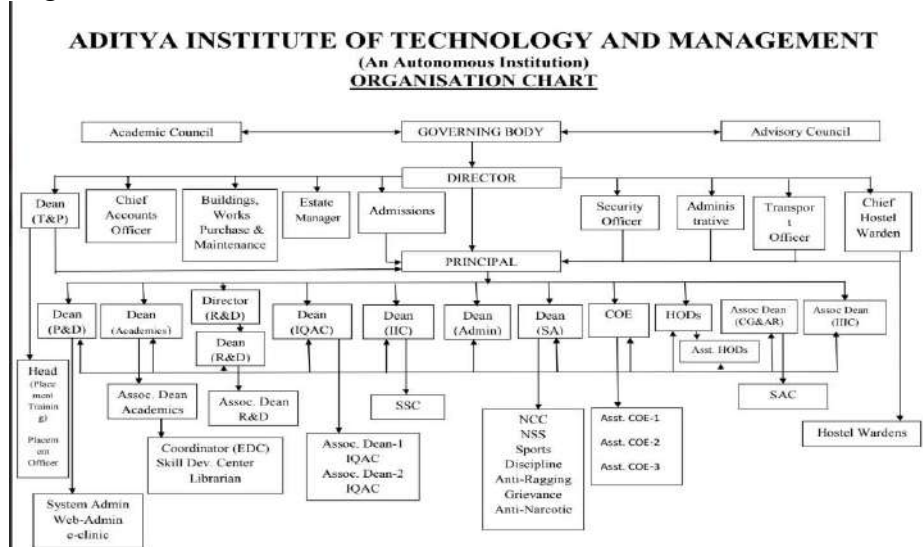 ADITYA INSTITUTE OF TECHNOLOGY AND MANAGEMENT
(An Autonomous Institution)
ORGANISATION CHART
Academic Council
GOVERNING BODY
Advisory Council
DIRECTOR
Dean
(T&P)
Chief
Accounts
Officer
Buildings,
Works
Purchase &
Maintenance
Estate
Manager
Admissions
Security
Officer
Adminis
trative
Transpor
t
Officer
Chief
Hostel
Warden
PRINCIPAL
Dean
(P&D)
Dean
(Academics)
Director
(R&D)
Dean
(R&D)
Dean
(IQAC)
Dean
(IIC)
Dean
(Admin)
Dean
(SA)
COE
HODs
Asst. HODs
Assoc Dean
(CG&AR)
Assoc Dean
(IIIC)
Head
(Place
ment
Trainin
g)
Placem
ent
Officer
Assoc. Dean
Academics
Assoc. Dean
R&D
SSC
SAC
Hostel Wardens
Coordinator (EDC)
Skill Dev. Center
Librarian
Assoc. Dean-1
IQAC
Assoc. Dean-2
IQAC
NCC
NSS
Sports
Discipline
Anti-Ragging
Grievance
Anti-Narcotic
Asst. COE-1
Asst. COE-2
Asst. COE-3
System Admin
Web-Admin
e-clinic